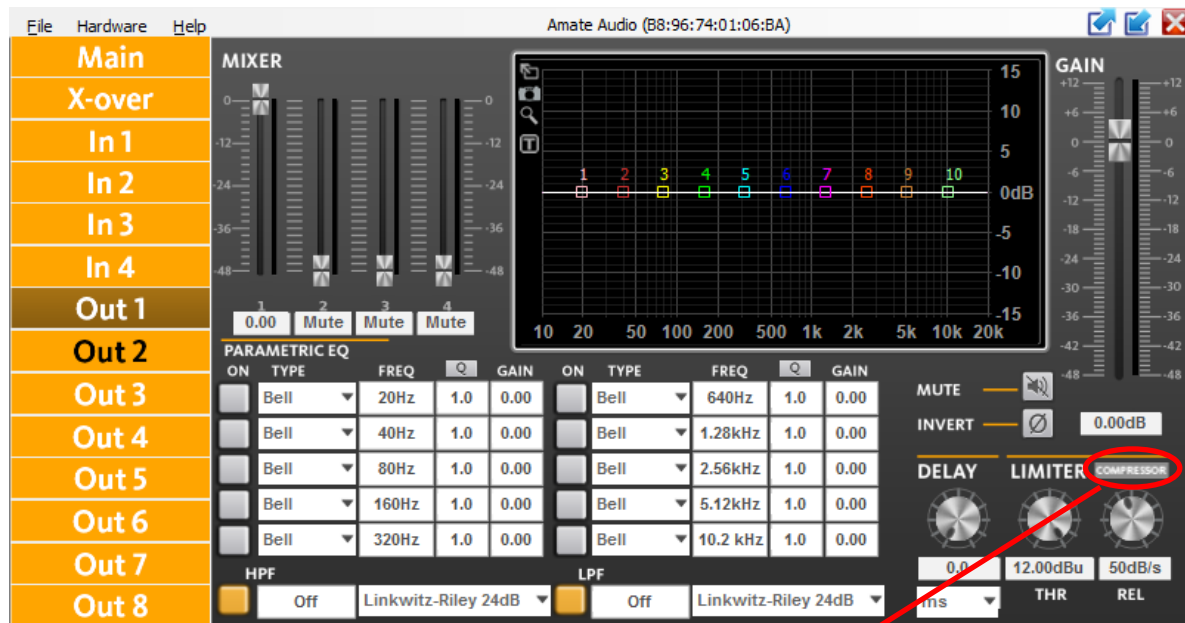 File Hardware Help Amate Audio (B8:96:74:01:06:BA)
Main
X-over
In 1
In 2
In 3
In 4
Out 1
Out 2
Out 3
Out 4
Out 5
Out 6
Out 7
Out 8
MIXER
0 0
-12 -12
-24 -24
-36 -36
-48 -48
1 2 3 4
0.00 Mute Mute Mute
T
1 2 3 4 5 6 7 8 9 10
15
10
5
0dB
-5
-10
-15
10 20 50 100 200 500 1k 2k 5k 10k 20k
GAIN
+12 +12
+6 +6
0 0
-6 -6
-12 -12
-18 -18
-24 -24
-30 -30
-36 -36
-42 -42
-48 -48
PARAMETRIC EQ
ON TYPE FREQ Q GAIN ON TYPE FREQ Q GAIN
Bell 20Hz 1.0 0.00 Bell 640Hz 1.0 0.00
Bell 40Hz 1.0 0.00 Bell 1.28kHz 1.0 0.00
Bell 80Hz 1.0 0.00 Bell 2.56kHz 1.0 0.00
Bell 160Hz 1.0 0.00 Bell 5.12kHz 1.0 0.00
Bell 320Hz 1.0 0.00 Bell 10.2 kHz 1.0 0.00
HPF LPF
Off Linkwitz-Riley 24dB Off Linkwitz-Riley 24dB
MUTE
INVERT Ø 0.00dB
DELAY LIMITER COMPRESSOR
0,0 12.00dBu 50dB/s
ms THR REL